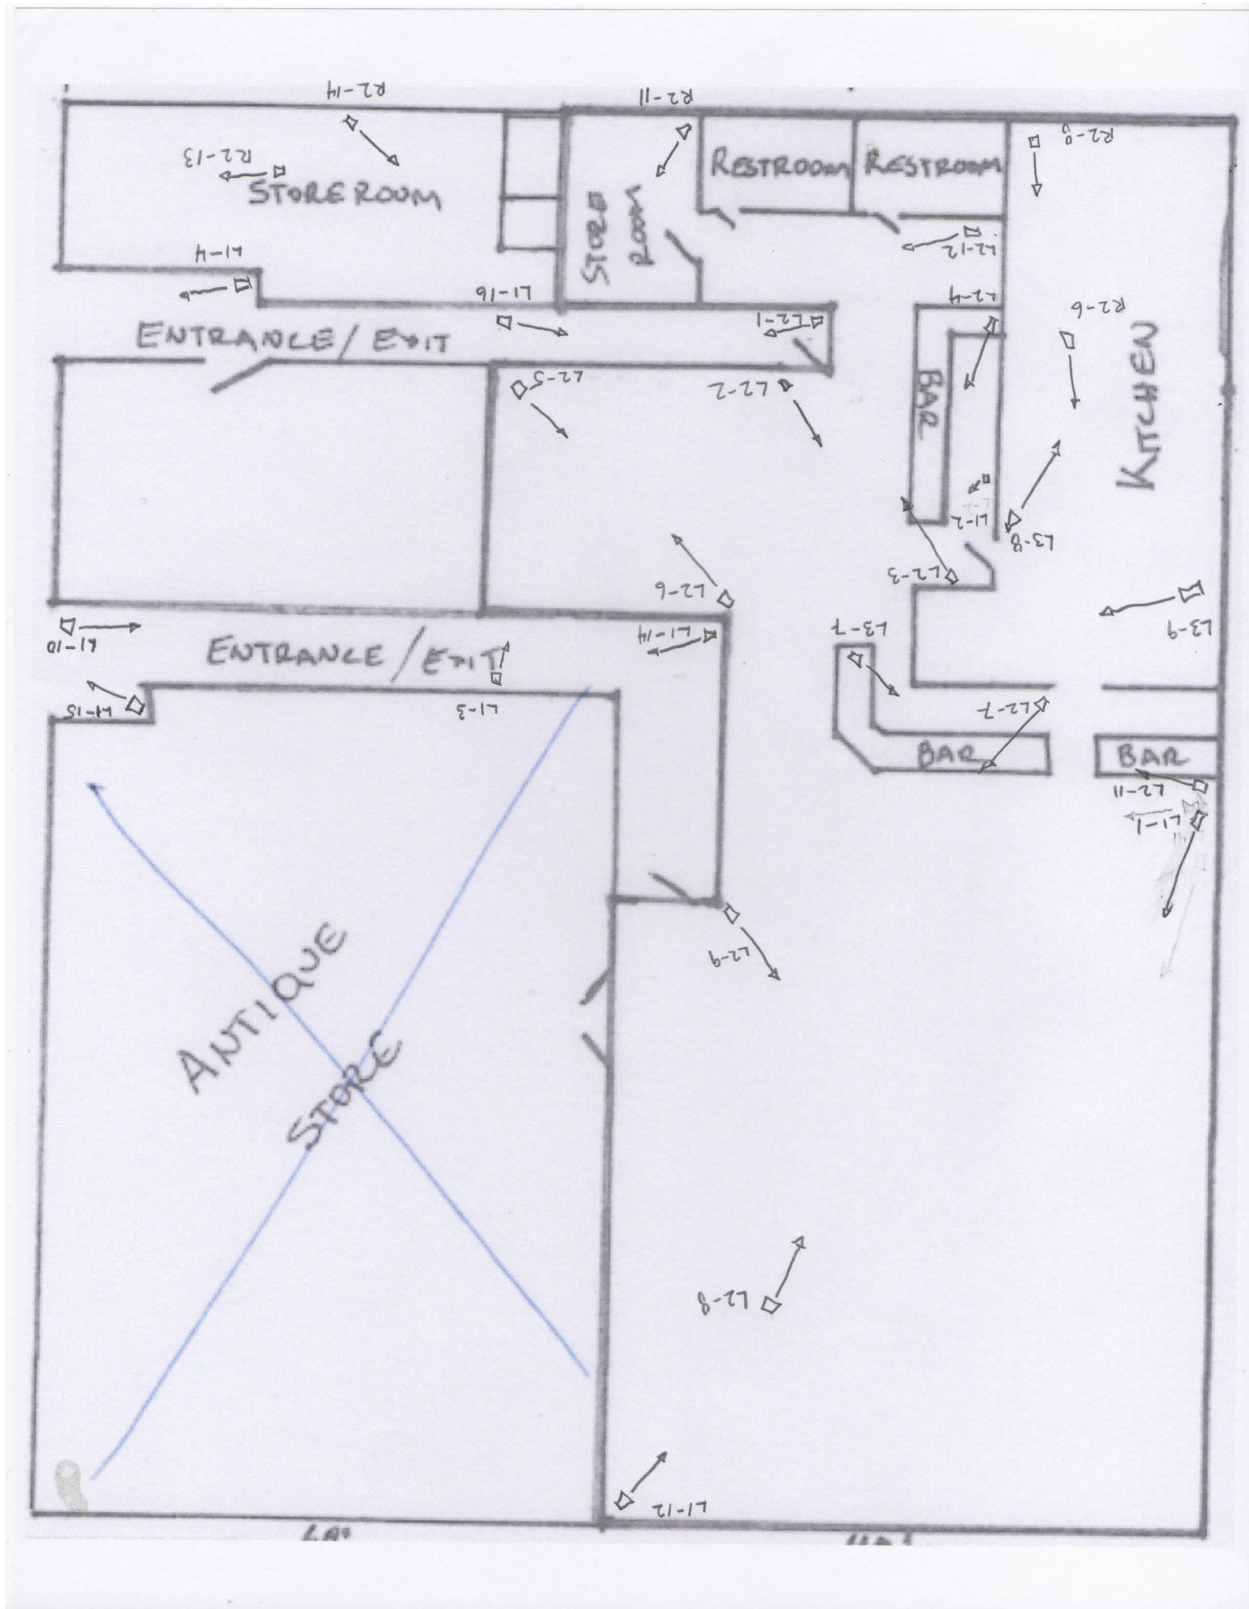 R2-14
R2-11
R2-8
R2-13
STOREROOM
STORE
ROOM
RESTROOM
RESTROOM
L1-4
L2-12
L1-16
L2-1
L2-4
R2-6
ENTRANCE/EXIT
L2-5
L2-2
BAR
KITCHEN
L1-2
L3-8
L2-3
L2-6
L1-10
L1-14
L3-7
L3-9
ENTRANCE/EXIT
L1-15
L1-3
L2-7
BAR
BAR
L2-11
L1-1
L2-9
ANTIQUE
STORE
L2-8
L1-12